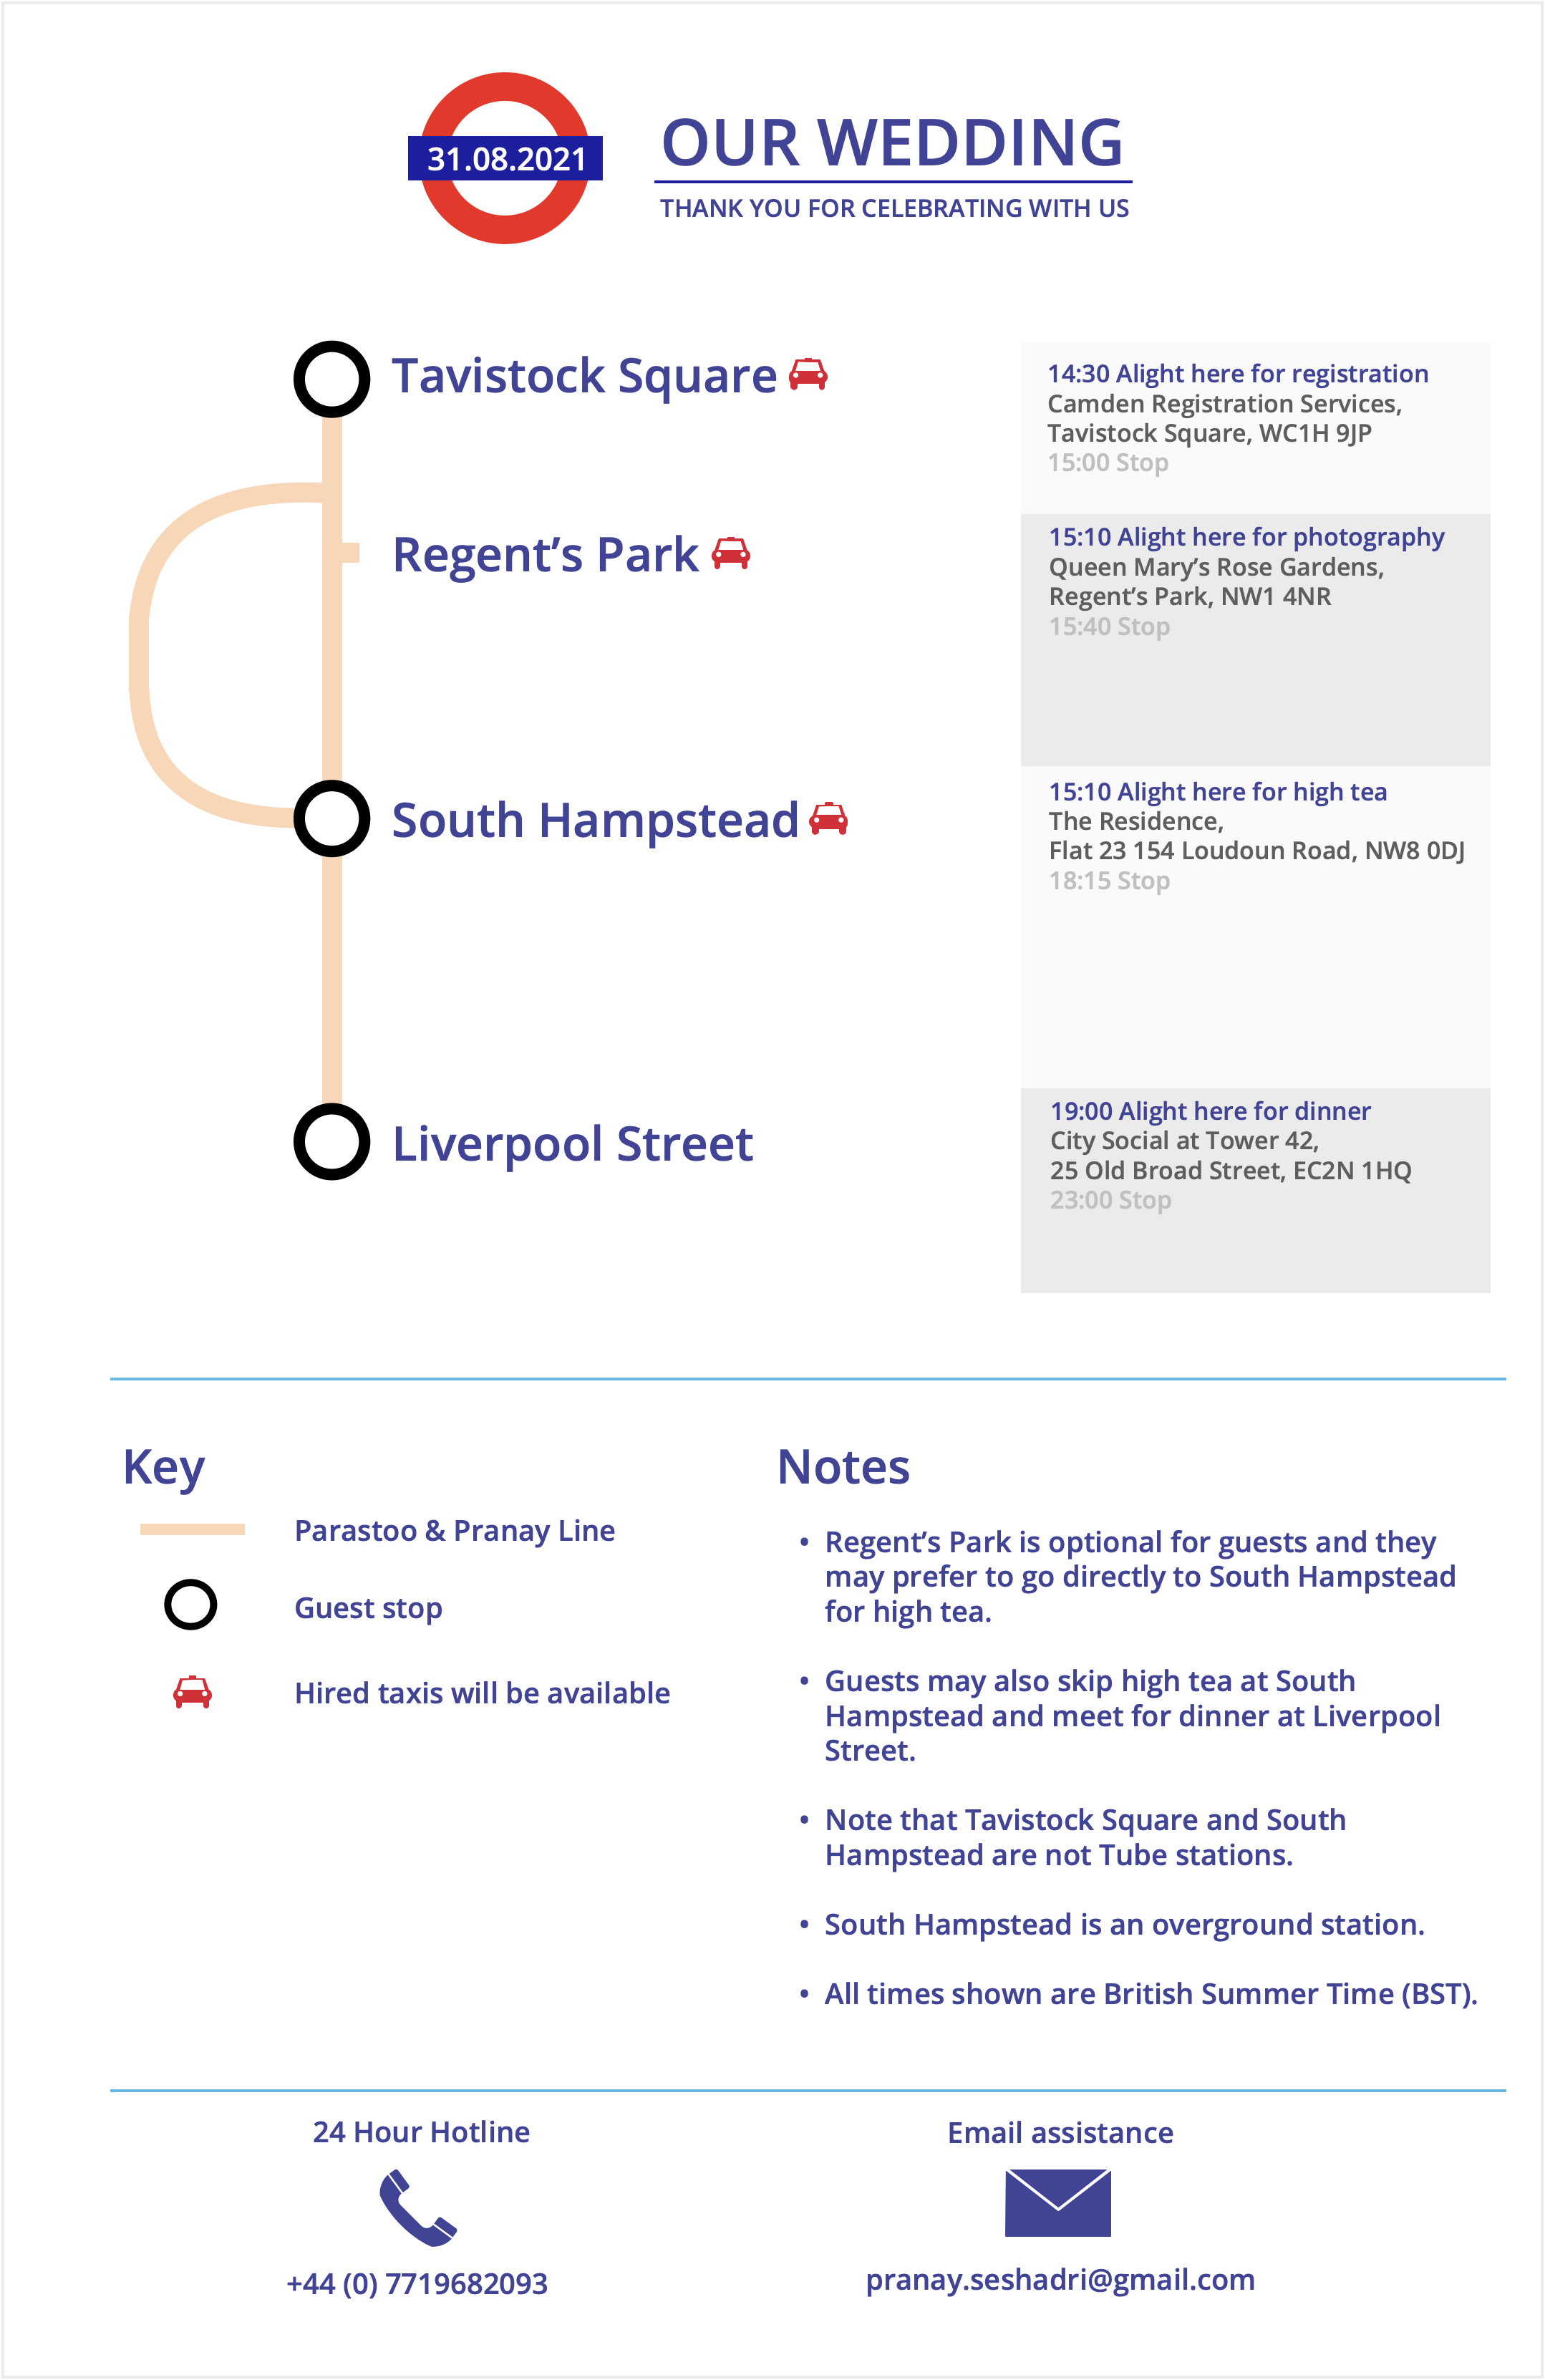 31.08.2021
OUR WEDDING
THANK YOU FOR CELEBRATING WITH US
Tavistock Square
14:30 Alight here for registration
Camden Registration Services,
Tavistock Square, WC1H 9JP
15:00 Stop
Regent’s Park
15:10 Alight here for photography
Queen Mary’s Rose Gardens,
Regent’s Park, NW1 4NR
15:40 Stop
South Hampstead
15:10 Alight here for high tea
The Residence,
Flat 23 154 Loudoun Road, NW8 0DJ
18:15 Stop
Liverpool Street
19:00 Alight here for dinner
City Social at Tower 42,
25 Old Broad Street, EC2N 1HQ
23:00 Stop
Key
Parastoo & Pranay Line
Guest stop
Hired taxis will be available
Notes
• Regent’s Park is optional for guests and they
may prefer to go directly to South Hampstead
for high tea.
• Guests may also skip high tea at South
Hampstead and meet for dinner at Liverpool
Street.
• Note that Tavistock Square and South
Hampstead are not Tube stations.
• South Hampstead is an overground station.
• All times shown are British Summer Time (BST).
24 Hour Hotline
+44 (0) 7719682093
Email assistance
pranay.seshadri@gmail.com